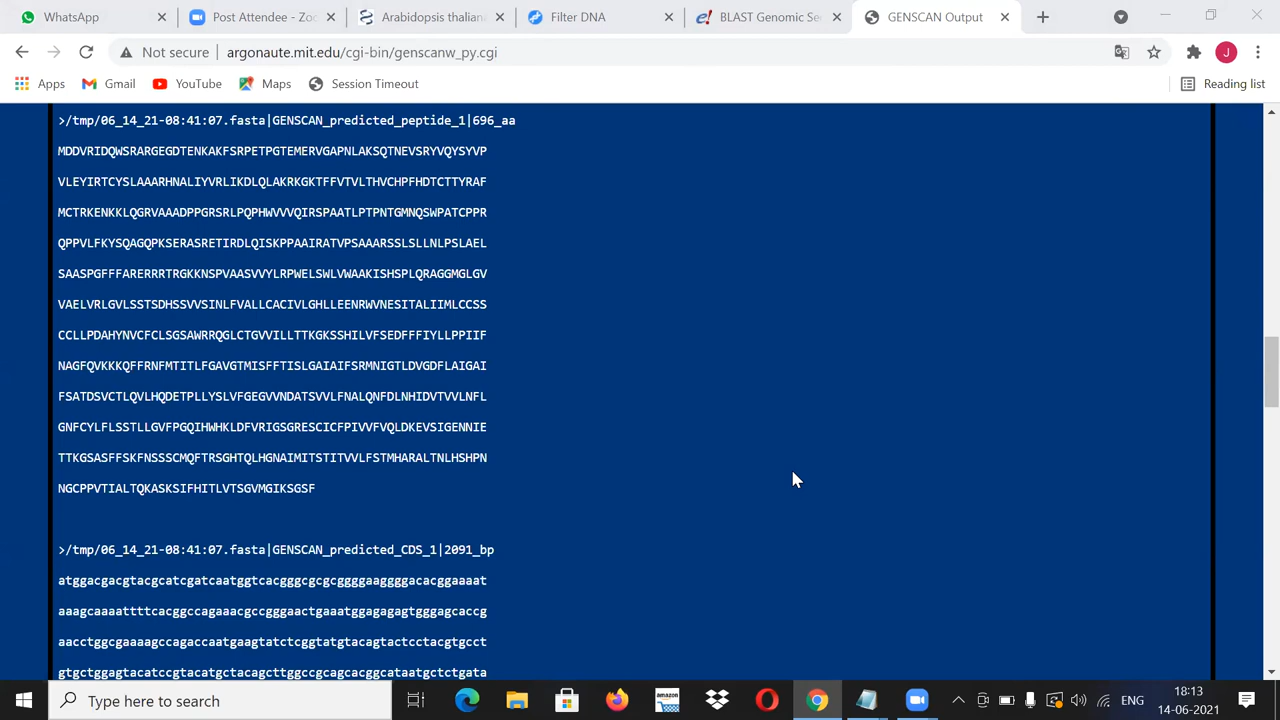 WhatsApp
Post Attendee - Zoo
Arabidopsis thaliana
Filter DNA
BLAST Genomic Se
GENSCAN Output
Not secure
argonaute.mit.edu/cgi-bin/genscanw_py.cgi
J
Apps
Gmail
YouTube
Maps
Session Timeout
Reading list
>/tmp/06_14_21-08:41:07.fasta|GENSCAN_predicted_peptide_1|696_aa
MDDVRIDQWSRARGEGDTENKAKFSRPETPGTEMERVGAPNLAKSQTNEVSRYVQYSYVP
VLEYIRTCYSLAAARHNALIYVRLIKDLQLAKRKGKTFFVTVLTHVCHPFHDTCTTYRAF
MCTRKENKKLQGRVAAADPPGRSRLPQPHWVVVQIRSPAATLPTPNTGMNQSWPATCPPR
QPPVLFKYSQAGQPKSERASRETIRDLQISKPPAAIRATVPSAAARSSLSLLNLPSLAEL
SAASPGFFFARERRRTRGKKNSPVAASVVYLRPWELSWLVWAAKISHSPLQRAGGMGLGV
VAELVRLGVLSSTSDHSSVVSINLFVALLCACIVLGHLLEENRWVNESITALIIMLCCSS
CCLLPDAHYNVCFCLSGSAWRRQGLCTGVVILLTTKGKSSHILVFSEDFFFIYLLPPIIF
NAGFQVKKKQFFRNFMTITLFGAVGTMISFFTISLGAIAIFSRMNIGTLDVGDFLAIGAI
FSATDSVCTLQVLHQDETPLLYSLVFGEGVVNDATSVVLFNALQNFDLNHIDVTVVLNFL
GNFCYLFLSSTLLGVFPGQIHWHKLDFVRIGSGRESCICFPIVVFVQLDKEVSIGENNIE
TTKGSASFFSKFNSSSCMQFTRSGHTQLHGNAIMITSTITVVLFSTMHARALTNLHSHPN
NGCPPVTIALTQKASKSIFHITLVTSGVMGIKSGSF
>/tmp/06_14_21-08:41:07.fasta|GENSCAN_predicted_CDS_1|2091_bp
atggacgacgtacgcatcgatcaatggtcacgggcgcgcggggaaggggacacggaaaat
aaagcaaaattttcacggccagaaacgccgggaactgaaatggagagagtgggagcaccg
aacctggcgaaaagccagaccaatgaagtatctcggtatgtacagtactcctacgtgcct
gtgctggagtacatccgtacatgctacagcttggccgcagcacggcataatgctctgata
Type here to search
ENG
18:13
14-06-2021